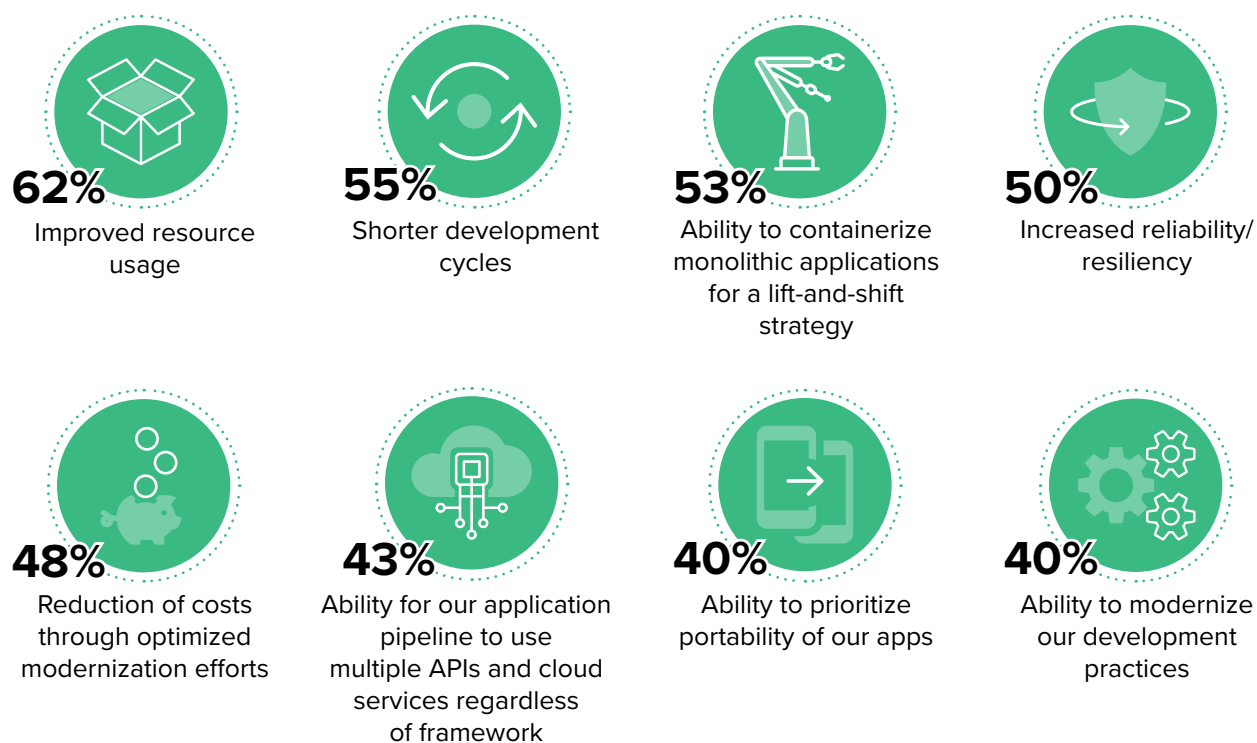 62%
Improved resource
usage
55%
Shorter development
cycles
53%
Ability to containerize
monolithic applications
for a lift-and-shift
strategy
50%
Increased reliability/
resiliency
48%
Reduction of costs
through optimized
modernization efforts
43%
Ability for our application
pipeline to use
multiple APIs and cloud
services regardless
of framework
40%
Ability to prioritize
portability of our apps
40%
Ability to modernize
our development
practices